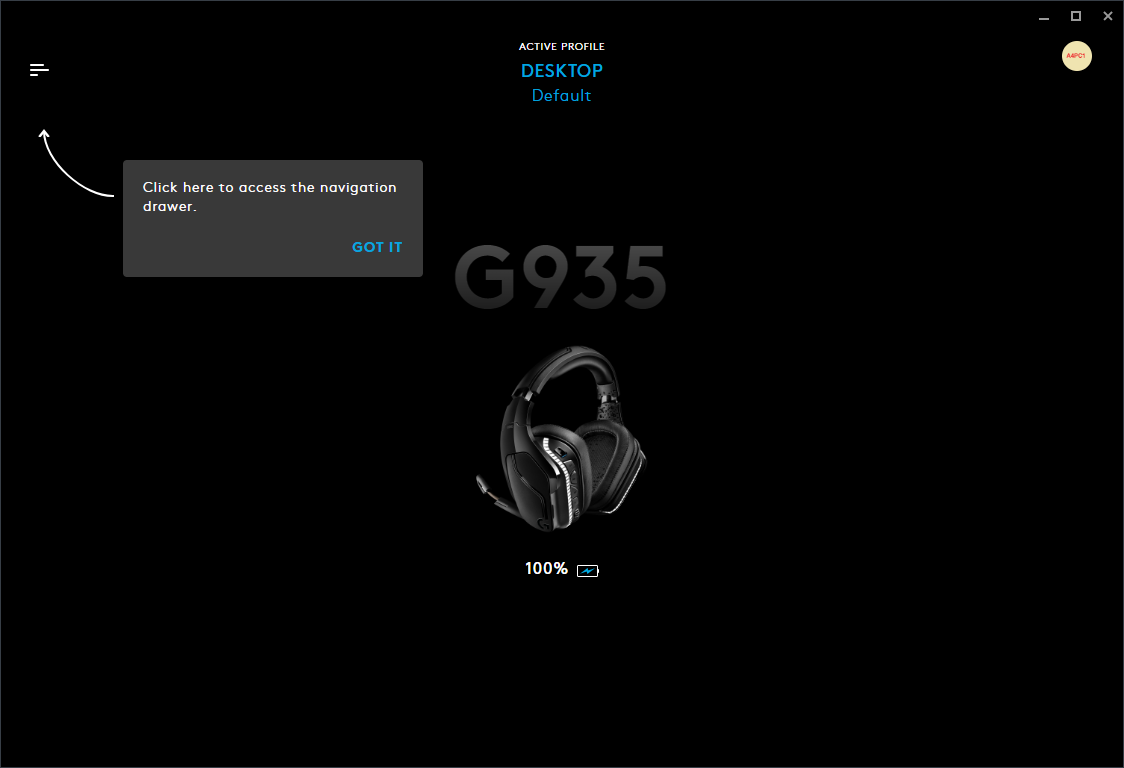 ACTIVE PROFILE
DESKTOP
Default
A4PC1
Click here to access the navigation
drawer.
GOT IT
G935
100%